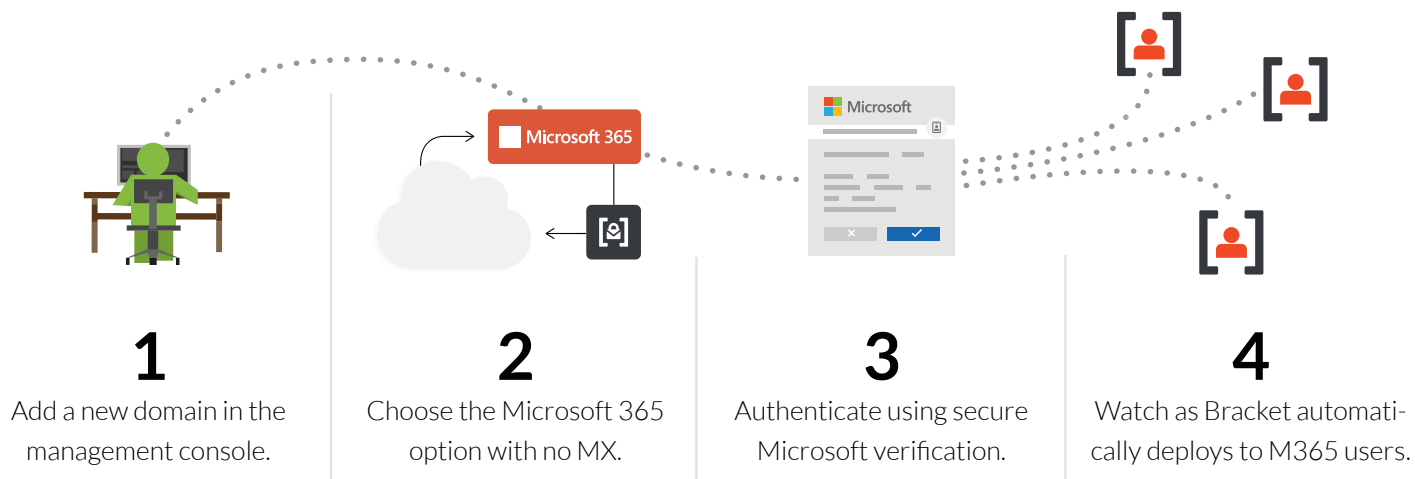 Microsoft 365
Microsoft
1
Add a new domain in the
management console.
2
Choose the Microsoft 365
option with no MX.
3
Authenticate using secure
Microsoft verification.
4
Watch as Bracket automati-
cally deploys to M365 users.